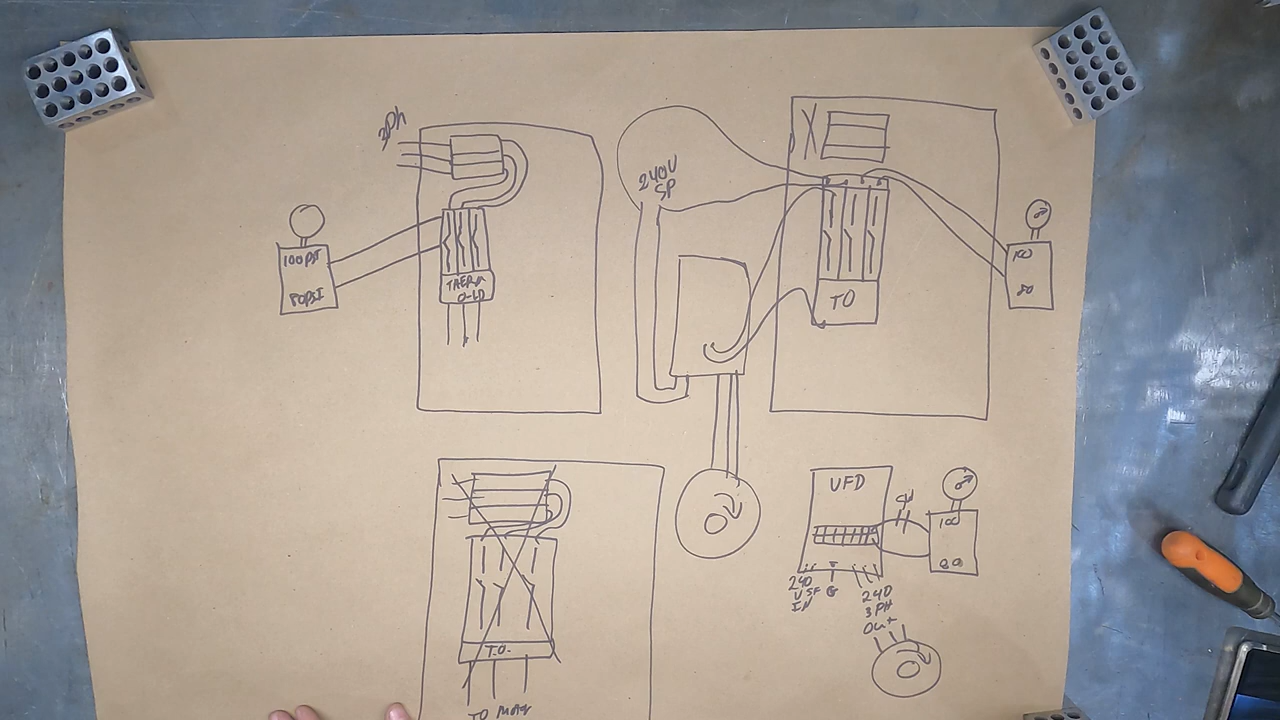 3Ph
100PSI
80PSI
THERM
O-LD
240V
SP
TO
100
80
T.O.
TO MOT
VFD
100
80
240
V SP
IN
G
240
3PH
Out